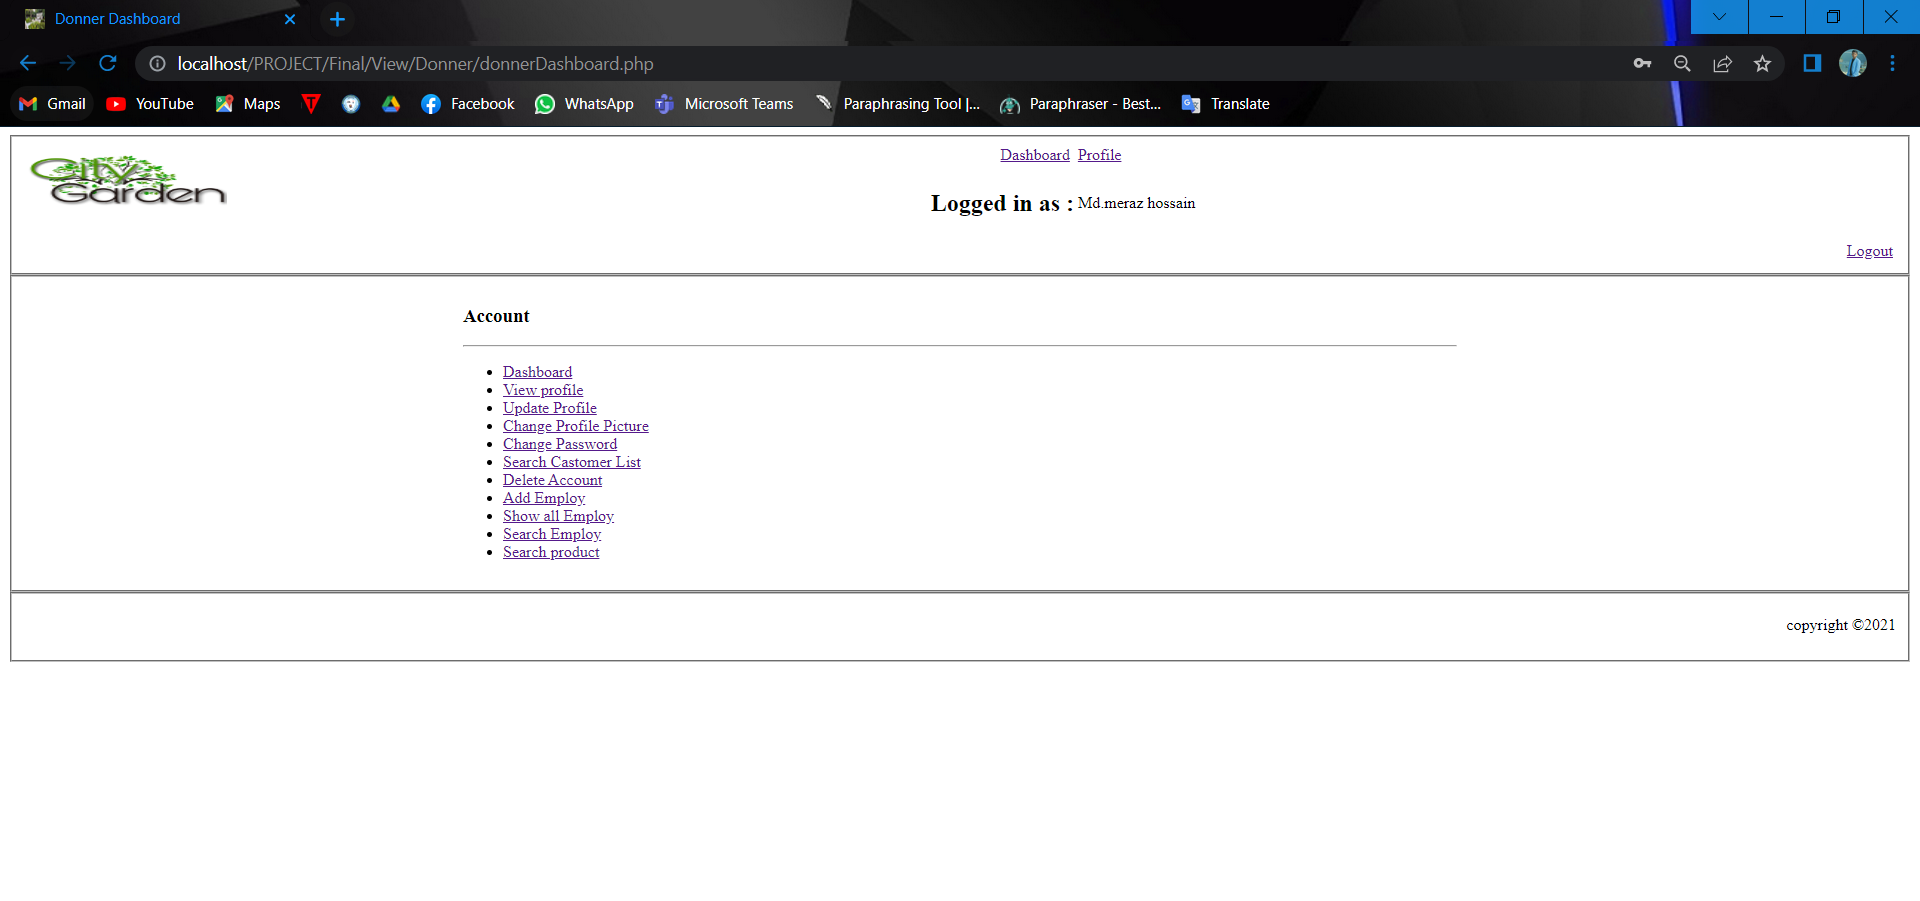 Donner Dashboard
localhost/PROJECT/Final/View/Donner/donnerDashboard.php
Gmail YouTube Maps Facebook WhatsApp Microsoft Teams Paraphrasing Tool |... Paraphraser - Best... Translate
City
Garden
Dashboard Profile
Logged in as : Md.meraz hossain
Logout
Account
Dashboard
View profile
Update Profile
Change Profile Picture
Change Password
Search Castomer List
Delete Account
Add Employ
Show all Employ
Search Employ
Search product
copyright ©2021